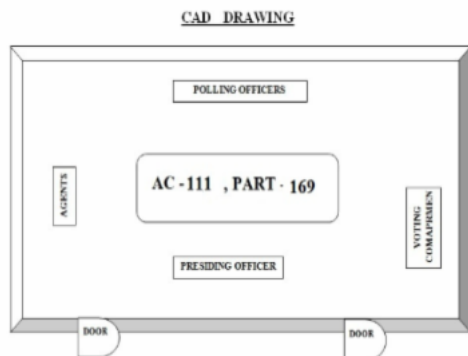 CAD DRAWING
POLLING OFFICERS
AGENTS
AC -111 , PART - 169
VOTING
COMAPRMEN
PRESIDING OFFICER
DOOR
DOOR